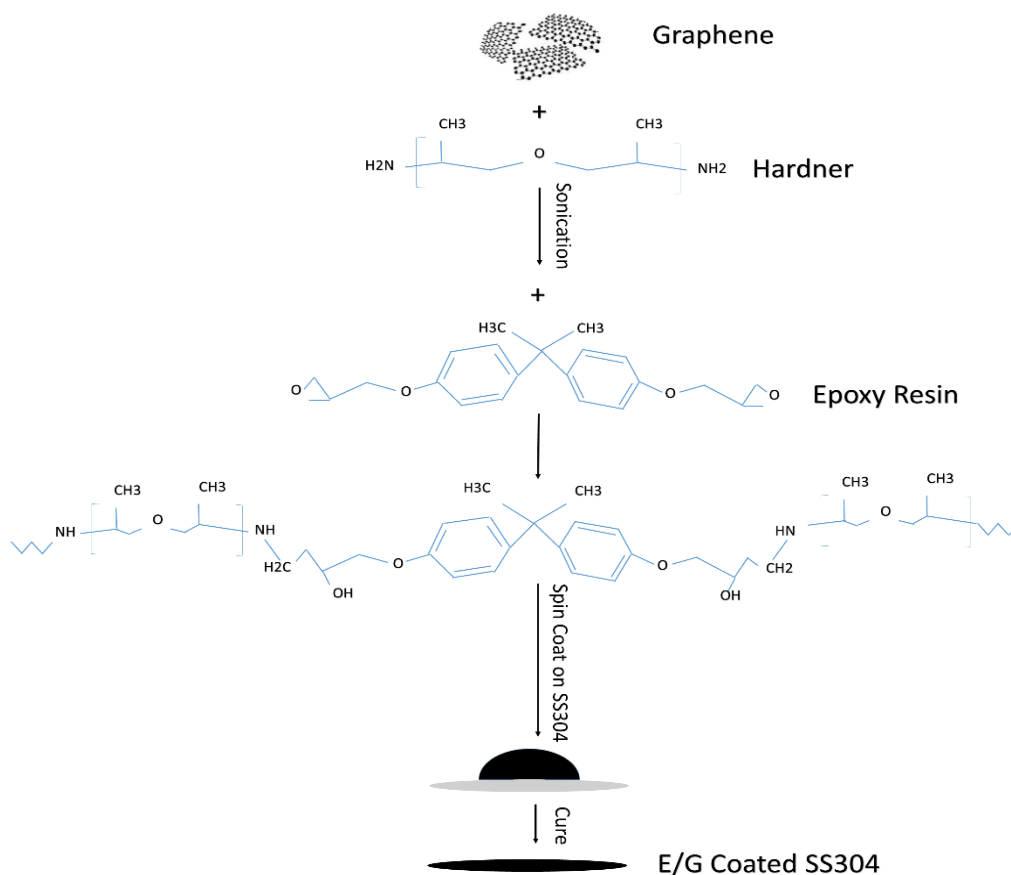 Graphene
+
CH3 CH3
H2N O NH2 Hardner
Sonication
+
H3C CH3
O O O O Epoxy Resin
H3C CH3
CH3 CH3 CH3 CH3
NH O NH O O NH O
H2C OH OH CH2
Spin Coat on SS304
Cure
E/G Coated SS304